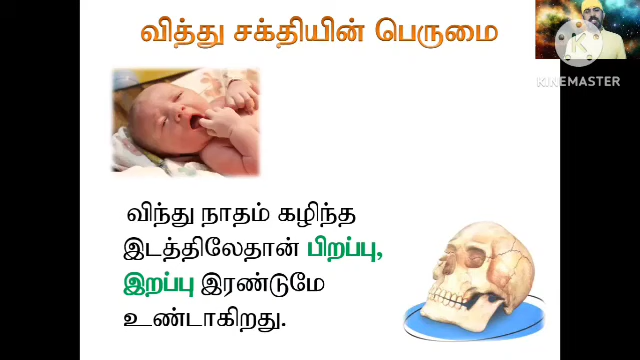 வித்து சக்தியின் பெருமை
KINEMASTER
விந்து நாதம் கழிந்த
இடத்திலேதான் பிறப்பு,
இறப்பு இரண்டுமே
உண்டாகிறது.